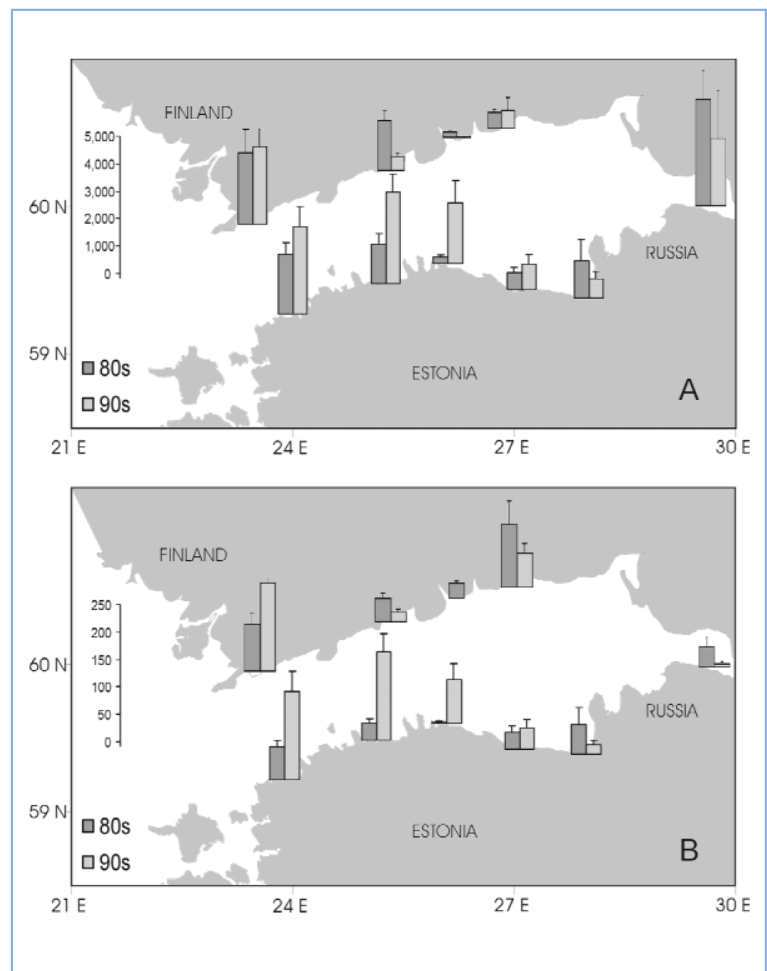 FINLAND
5,000
4,000
3,000
2,000
1,000
0
60 N
RUSSIA
59 N
80s
90s
ESTONIA
A
21 E 24 E 27 E 30 E
FINLAND
250
200
150
100
50
0
60 N
RUSSIA
59 N
80s
90s
ESTONIA
B
21 E 24 E 27 E 30 E